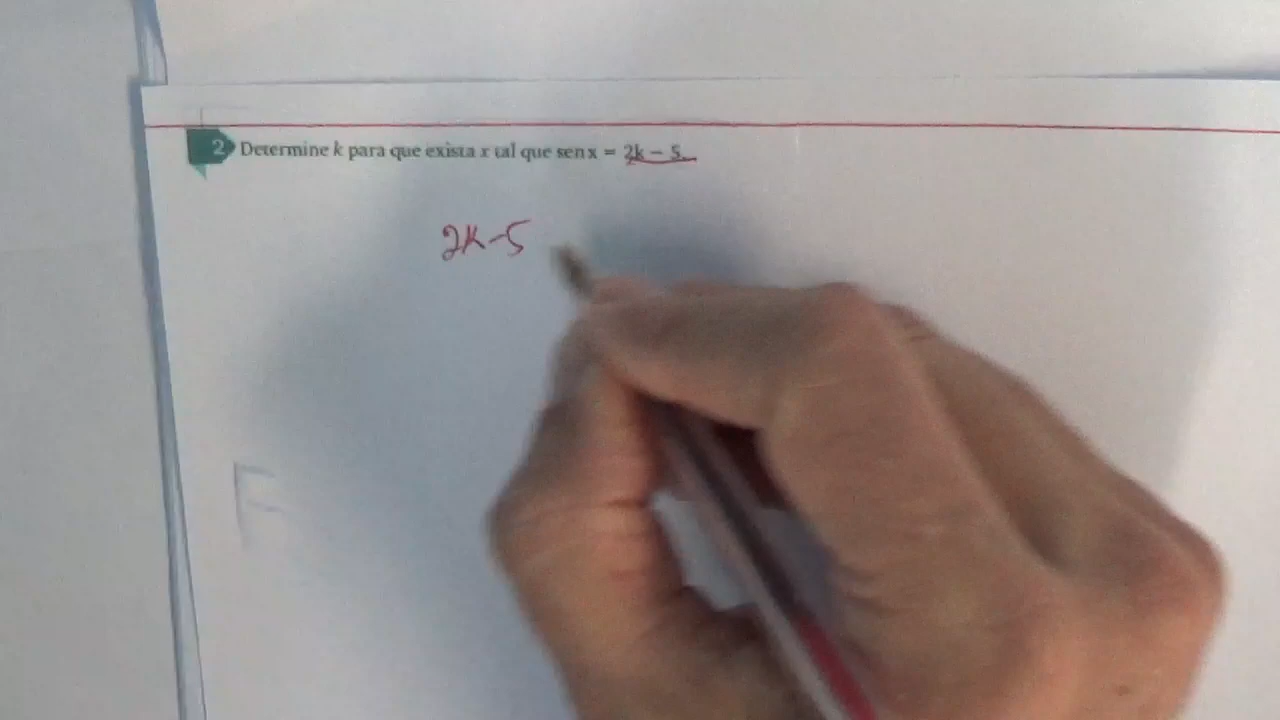 2 Determine k para que exista x tal que sen x = 2k – 5.
2k-5